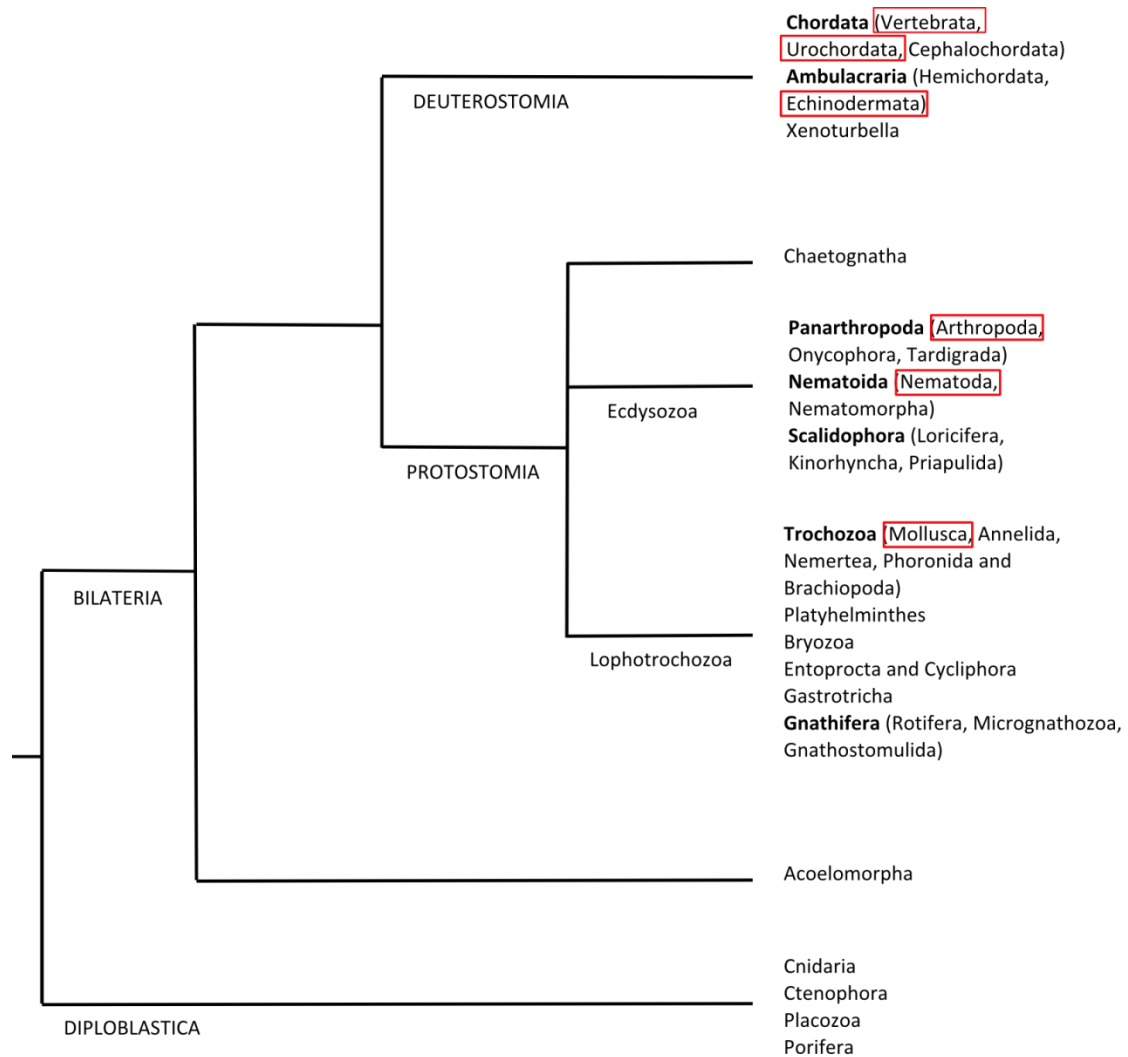 Chordata (Vertebrata,
Urochordata, Cephalochordata)
Ambulacraria (Hemichordata,
Echinodermata)
Xenoturbella
DEUTEROSTOMIA
Chaetognatha
Panarthropoda (Arthropoda,
Onycophora, Tardigrada)
Nematoida (Nematoda,
Nematomorpha)
Scalidophora (Loricifera,
Kinorhyncha, Priapulida)
Ecdysozoa
PROTOSTOMIA
Trochozoa (Mollusca, Annelida,
Nemertea, Phoronida and
Brachiopoda)
Platyhelminthes
Bryozoa
Entoprocta and Cycliphora
Gastrotricha
Gnathifera (Rotifera, Micrognathozoa,
Gnathostomulida)
BILATERIA
Lophotrochozoa
Acoelomorpha
Cnidaria
Ctenophora
Placozoa
Porifera
DIPLOBLASTICA